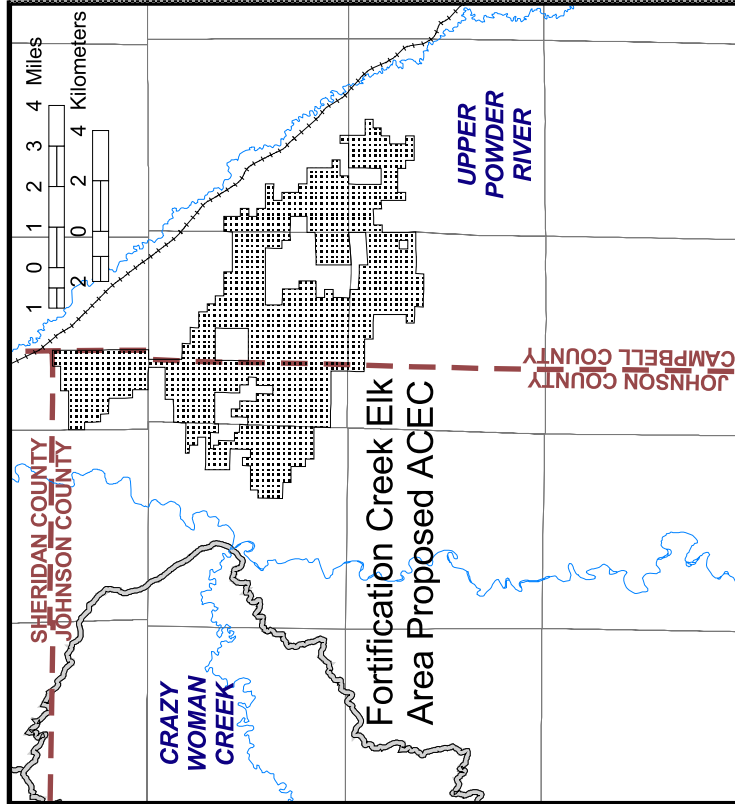 1 0 1 2 3 4 Miles
2 0 2 4 Kilometers
SHERIDAN COUNTY
JOHNSON COUNTY
CRAZY
WOMAN
CREEK
UPPER
POWDER
RIVER
JOHNSON COUNTY
CAMPBELL COUNTY
Fortification Creek Elk
Area Proposed ACEC